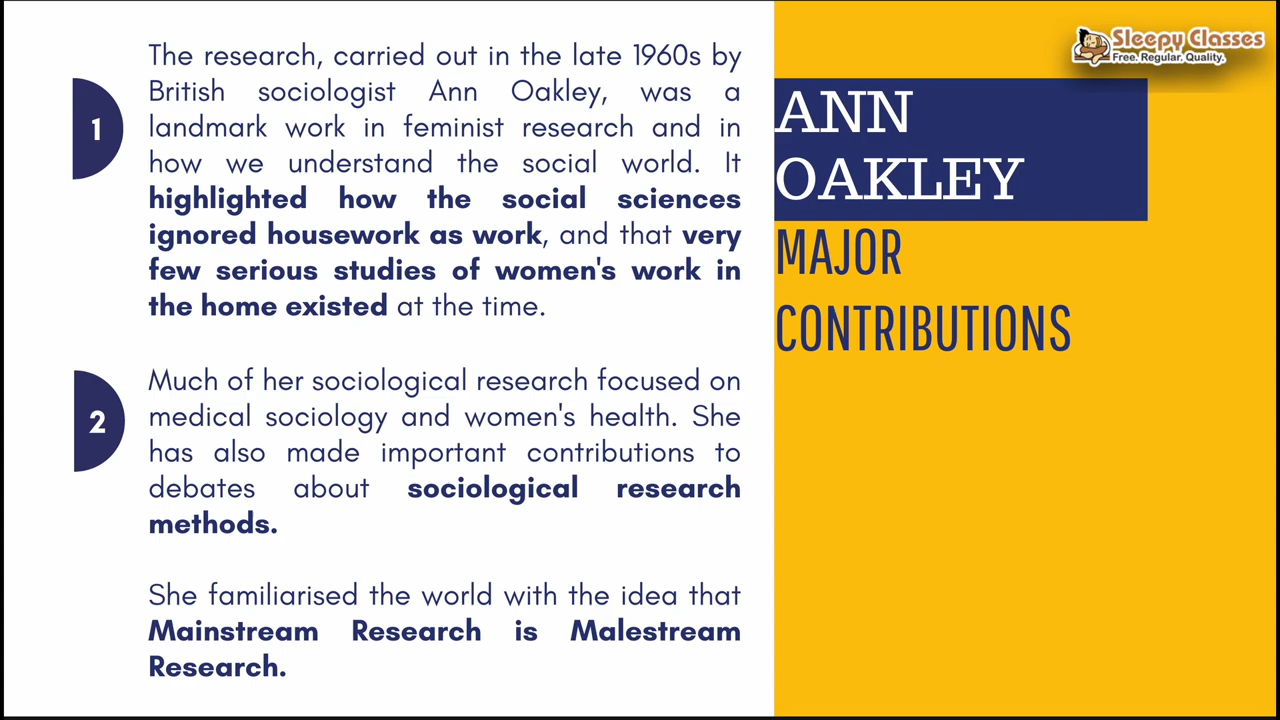 Sleepy Classes
Free. Regular. Quality.
ANN
OAKLEY
MAJOR
CONTRIBUTIONS
1
The research, carried out in the late 1960s by
British sociologist Ann Oakley, was a
landmark work in feminist research and in
how we understand the social world. It
highlighted how the social sciences
ignored housework as work, and that very
few serious studies of women's work in
the home existed at the time.
2
Much of her sociological research focused on
medical sociology and women's health. She
has also made important contributions to
debates about sociological research
methods.
She familiarised the world with the idea that
Mainstream Research is Malestream
Research.